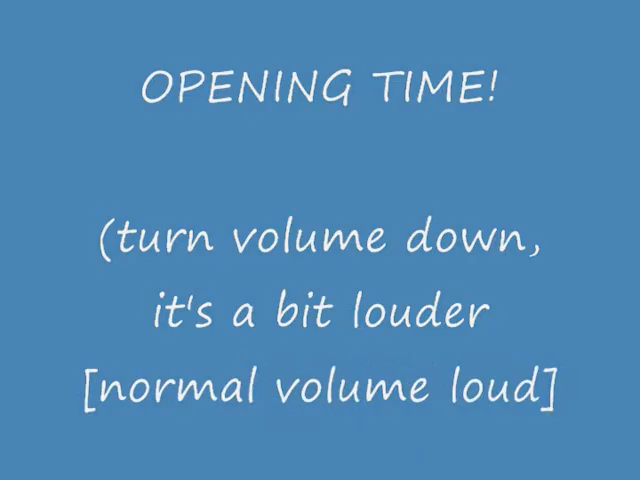 OPENING TIME!
(turn volume down,
it's a bit louder
[normal volume loud]